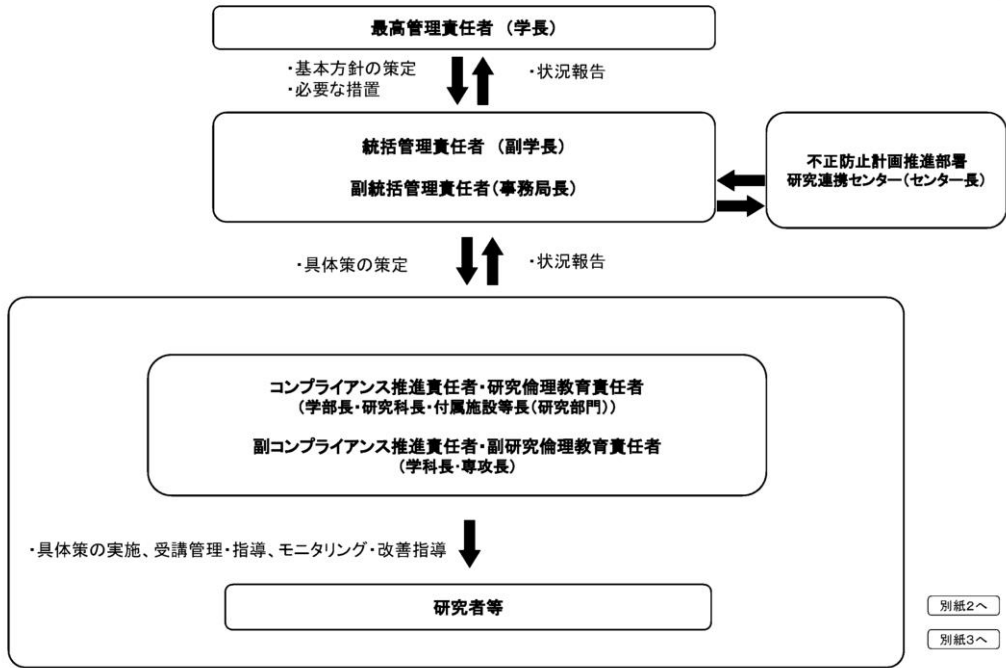 最高管理責任者 (学長)
・基本方針の策定
・必要な措置
・状況報告
統括管理責任者 (副学長)
副統括管理責任者(事務局長)
不正防止計画推進部署
研究連携センター(センター長)
・具体策の策定
・状況報告
コンプライアンス推進責任者・研究倫理教育責任者
(学部長・研究科長・付属施設等長(研究部門))
副コンプライアンス推進責任者・副研究倫理教育責任者
(学科長・専攻長)
・具体策の実施、受講管理・指導、モニタリング・改善指導
研究者等
別紙2へ
別紙3へ